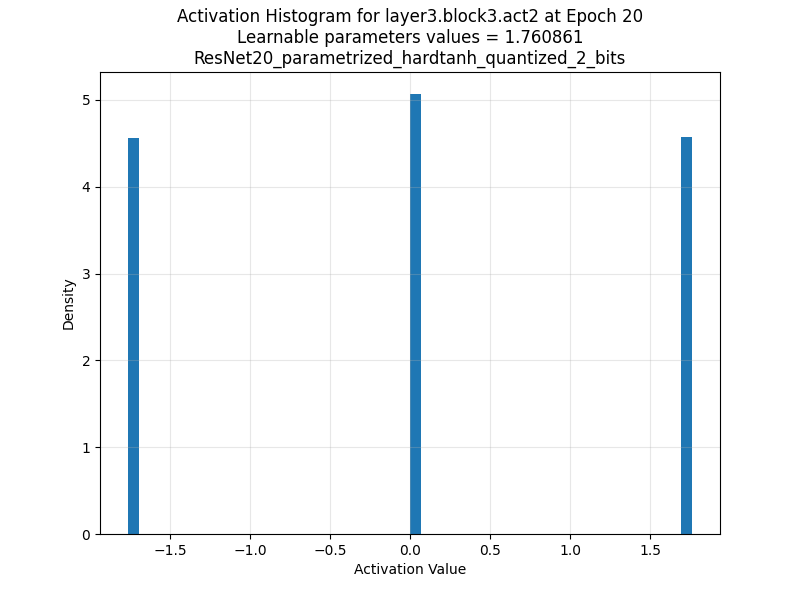 Activation Histogram for layer3.block3.act2 at Epoch 20
Learnable parameters values = 1.760861
ResNet20_parametrized_hardtanh_quantized_2_bits
5
4
3
2
1
0
Density
−1.5 −1.0 −0.5 0.0 0.5 1.0 1.5
Activation Value